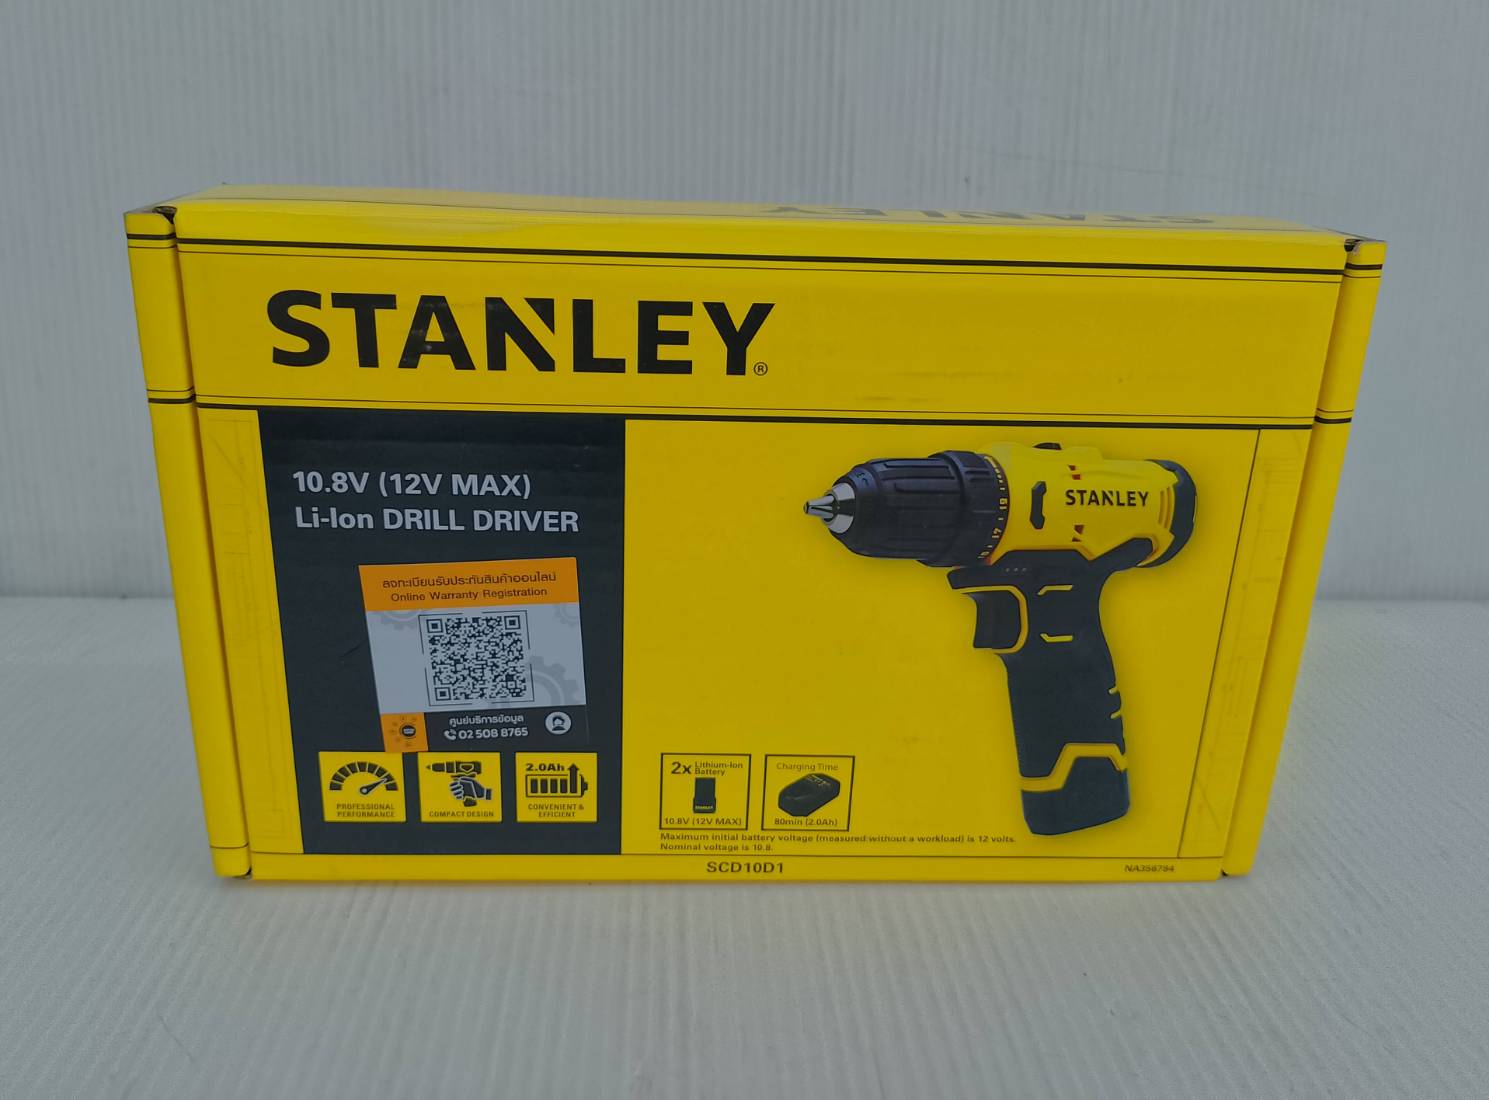 STANLEY
STANLEY®
10.8V (12V MAX)
Li-Ion DRILL DRIVER
ลงทะเบียนรับประกันสินค้าออนไลน์
Online Warranty Registration
ศูนย์บริการข้อมูล
02 508 8765
PROFESSIONAL
PERFORMANCE
COMPACT DESIGN
2.0Ah
CONVENIENT &
EFFICIENT
STANLEY
2x Lithium-Ion
Battery
STANLEY
10.8V (12V MAX)
Charging Time
80min (2.0Ah)
Maximum initial battery voltage (measured without a workload) is 12 volts.
Nominal voltage is 10.8.
SCD10D1